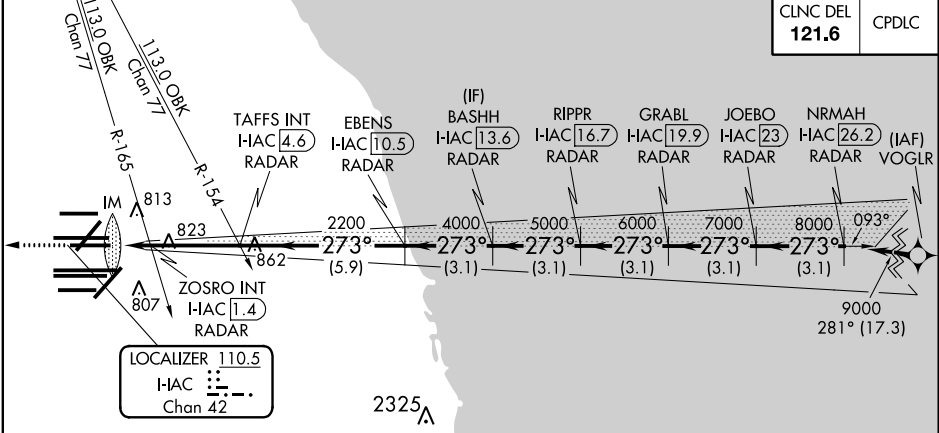 CLNC DEL
121.6
CPDLC
113.0 OBK
Chan 77
113.0 OBK
Chan 77
R-165
R-154
TAFFS INT
I-IAC 4.6
RADAR
EBENS
I-IAC 10.5
RADAR
(IF)
BASHH
I-IAC 13.6
RADAR
RIPPR
I-IAC 16.7
RADAR
GRABL
I-IAC 19.9
RADAR
JOEBO
I-IAC 23
RADAR
NRMAH
I-IAC 26.2
RADAR
(IAF)
VOGLR
IM
813
823
862
807
2200
4000
5000
6000
7000
8000
093°
273°
273°
273°
273°
273°
273°
(5.9)
(3.1)
(3.1)
(3.1)
(3.1)
(3.1)
9000
281° (17.3)
ZOSRO INT
I-IAC 1.4
RADAR
LOCALIZER 110.5
I-IAC
Chan 42
2325